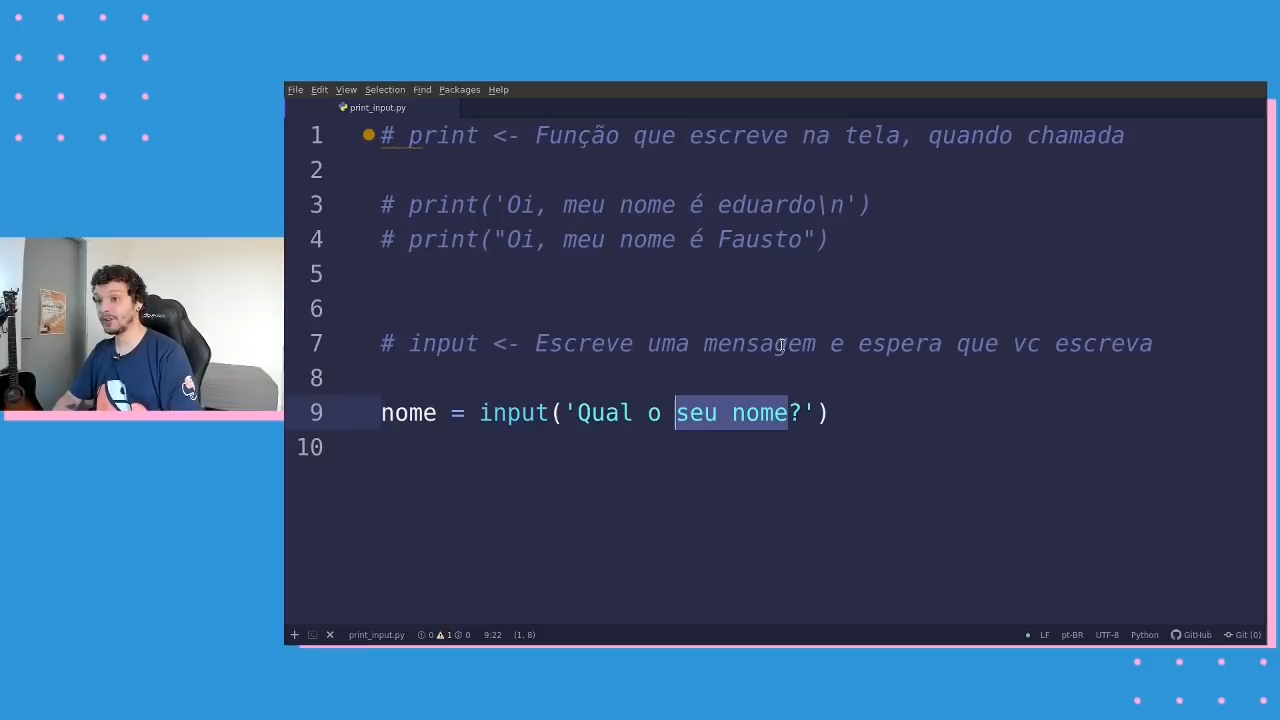 File Edit View Selection Find Packages Help
print_input.py
1 # print <- Função que escreve na tela, quando chamada
2
3 # print('Oi, meu nome é eduardo\n')
4 # print("Oi, meu nome é Fausto")
5
6
7 # input <- Escreve uma mensagem e espera que vc escreva
8
9 nome = input('Qual o seu nome?')
10
print_input.py 0 1 0 9:22 (1, 8) LF pt-BR UTF-8 Python GitHub Git (0)